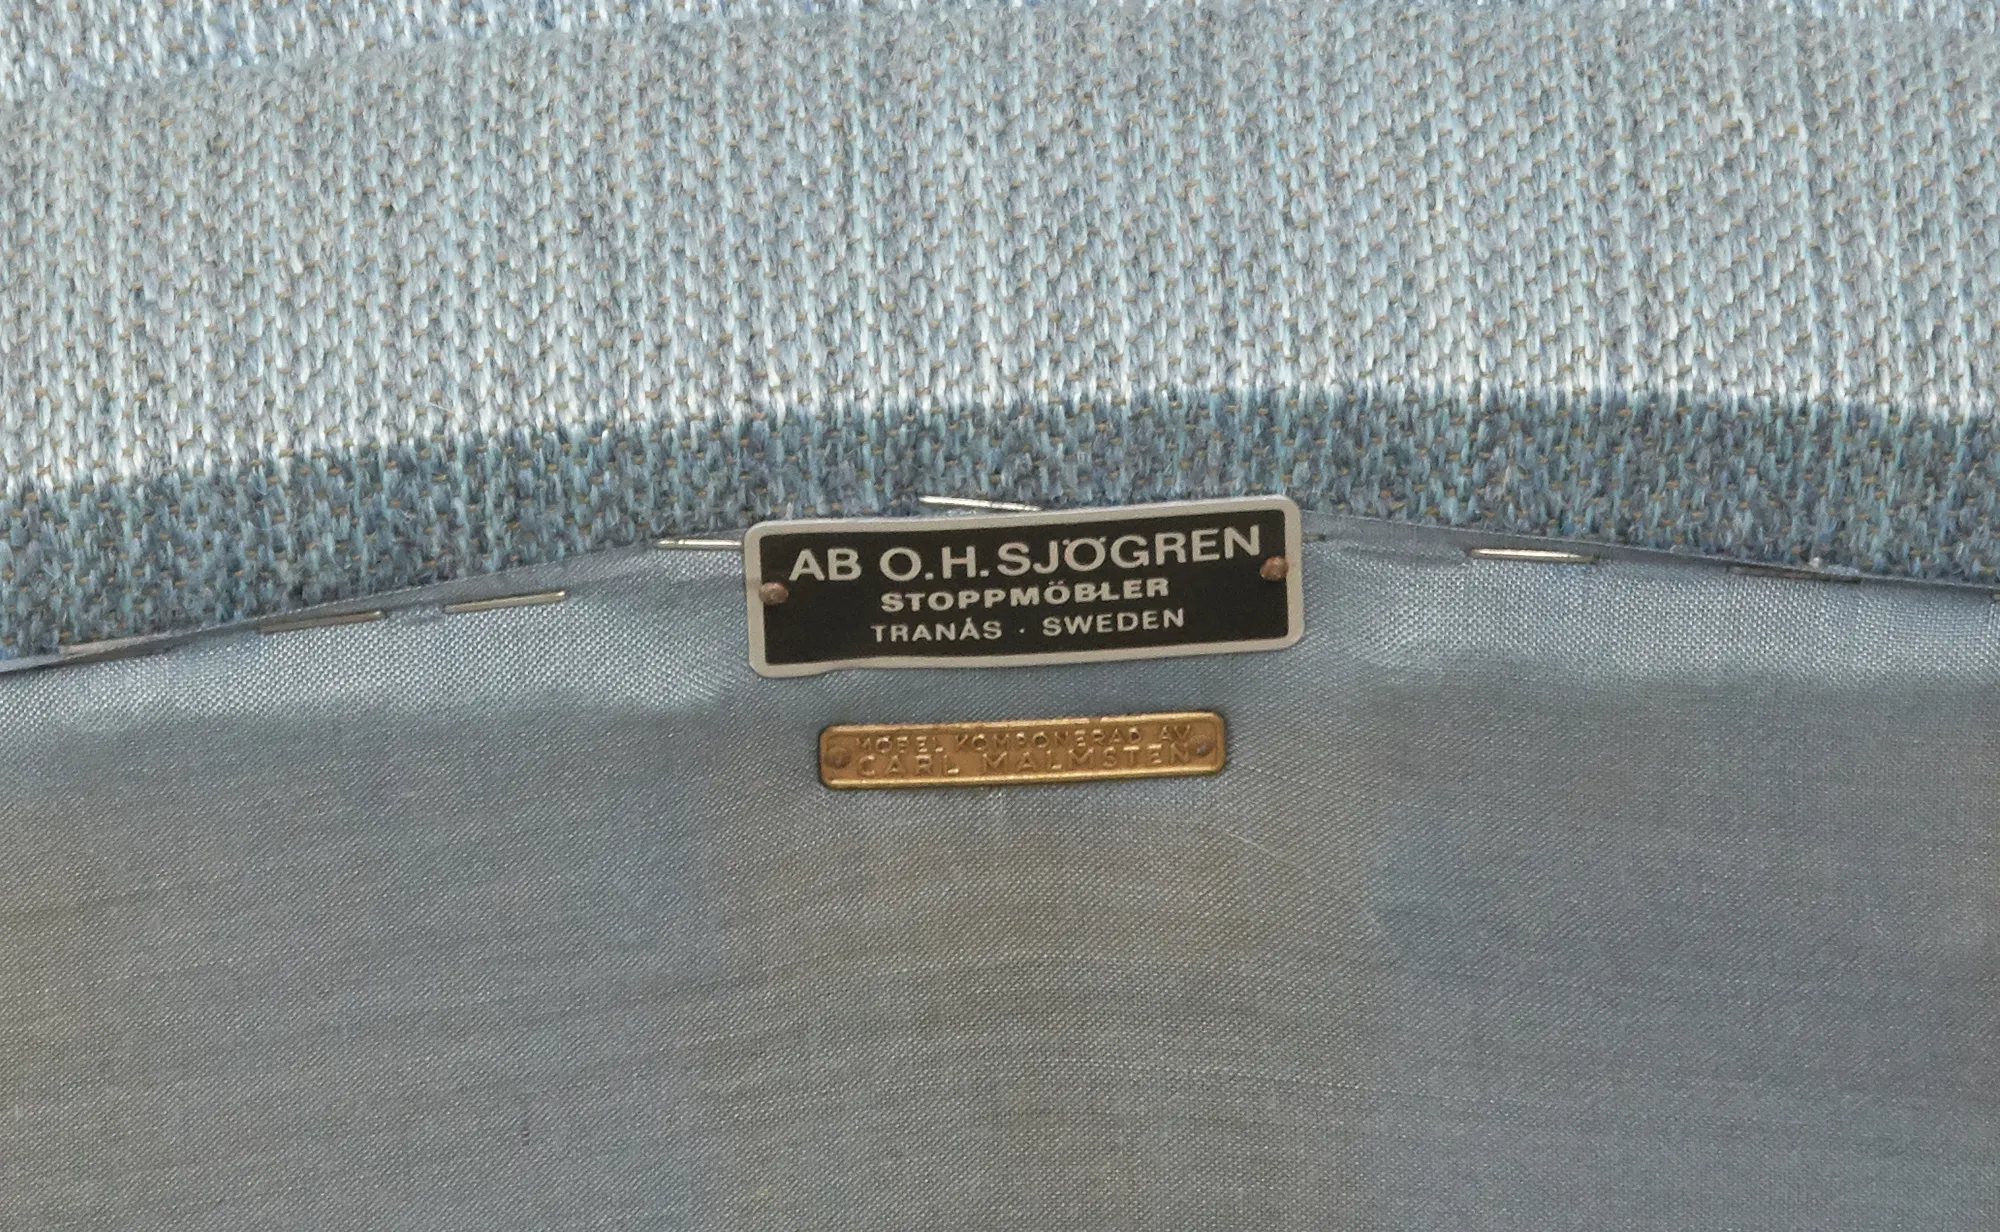 AB O.H. SJÖGREN
STOPPMÖBLER
TRANÅS · SWEDEN
MÖBEL KOMPONERAD AV
CARL MALMSTEN